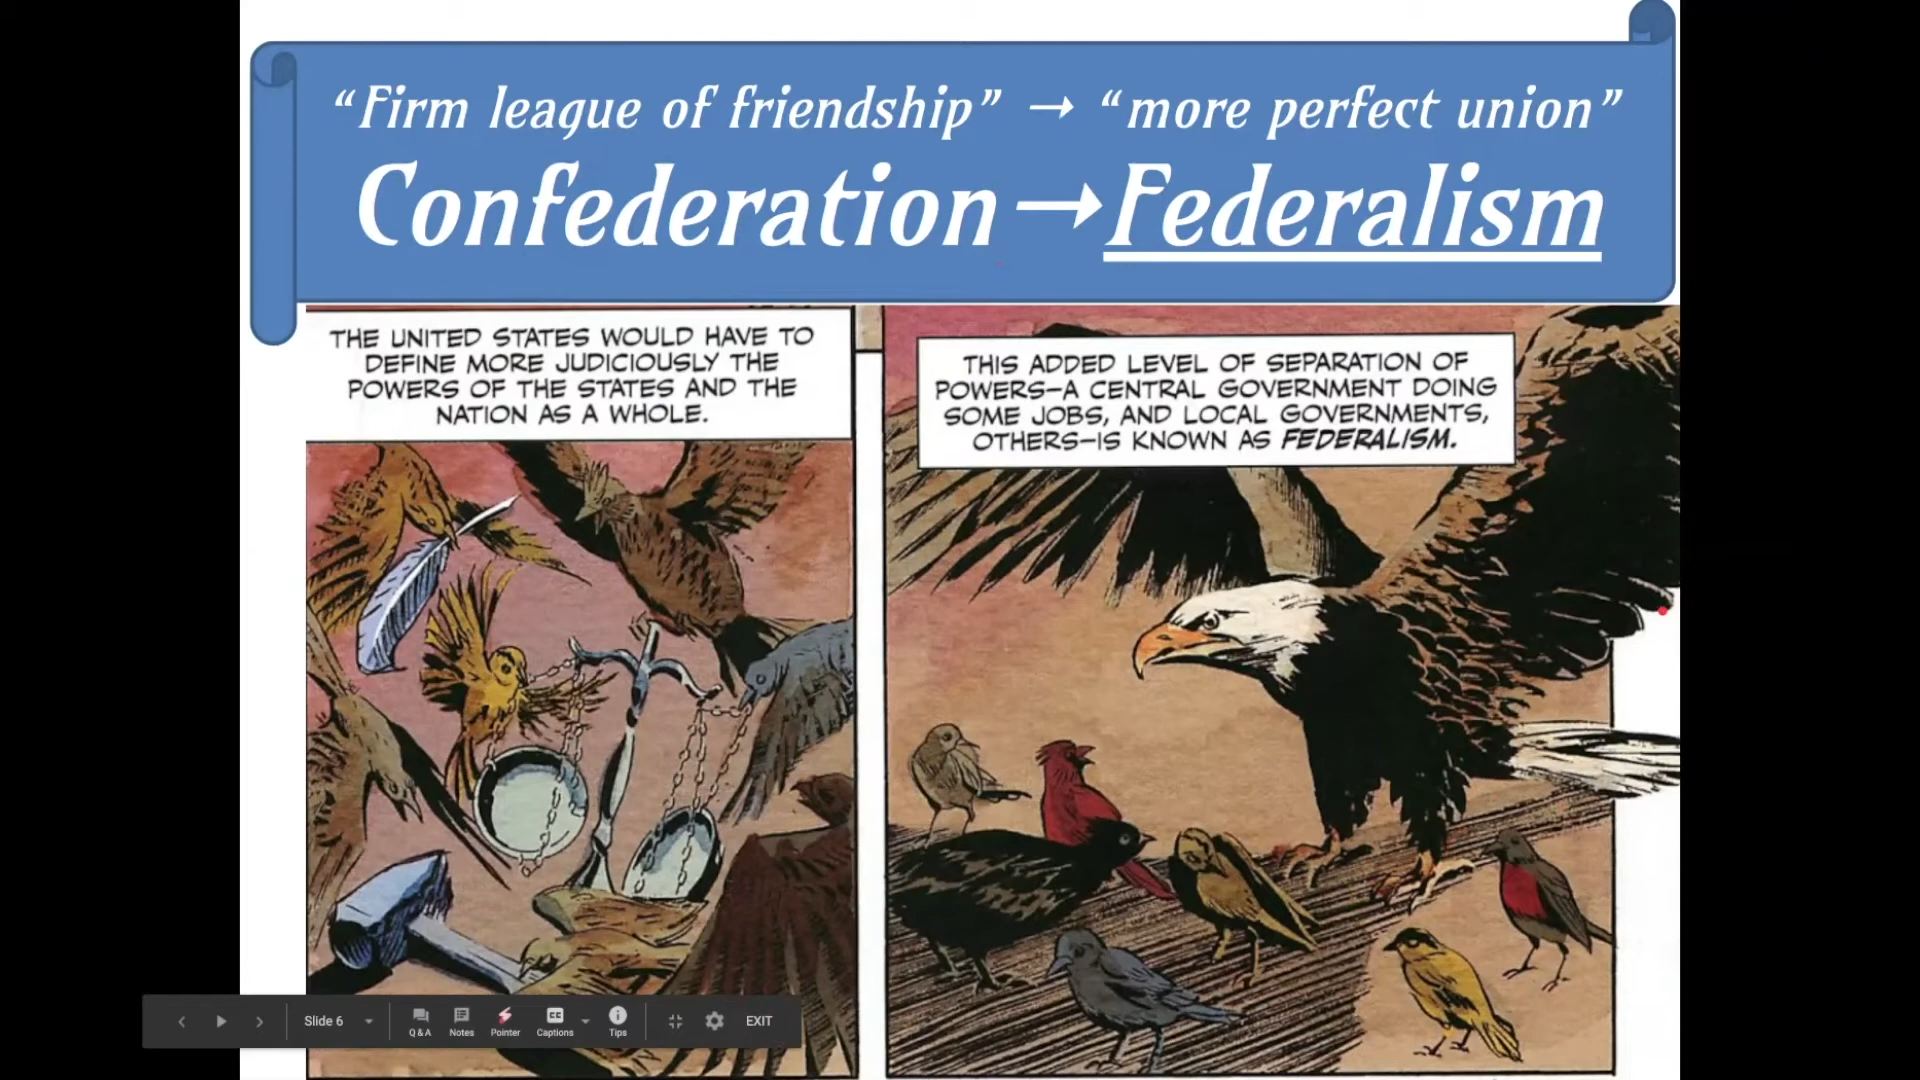 “Firm league of friendship” → “more perfect union”
Confederation→Federalism
THE UNITED STATES WOULD HAVE TO
DEFINE MORE JUDICIOUSLY THE
POWERS OF THE STATES AND THE
NATION AS A WHOLE.
THIS ADDED LEVEL OF SEPARATION OF
POWERS—A CENTRAL GOVERNMENT DOING
SOME JOBS, AND LOCAL GOVERNMENTS,
OTHERS—IS KNOWN AS FEDERALISM.
Slide 6
Q & A
Notes
Pointer
CC
Captions
Tips
EXIT